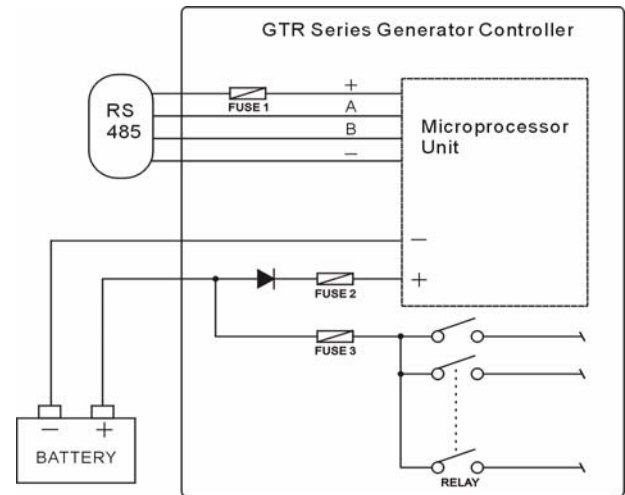 GTR Series Generator Controller
RS
485
FUSE 1
+
A
B
—
Microprocessor
Unit
—
+
FUSE 2
FUSE 3
— +
BATTERY
RELAY